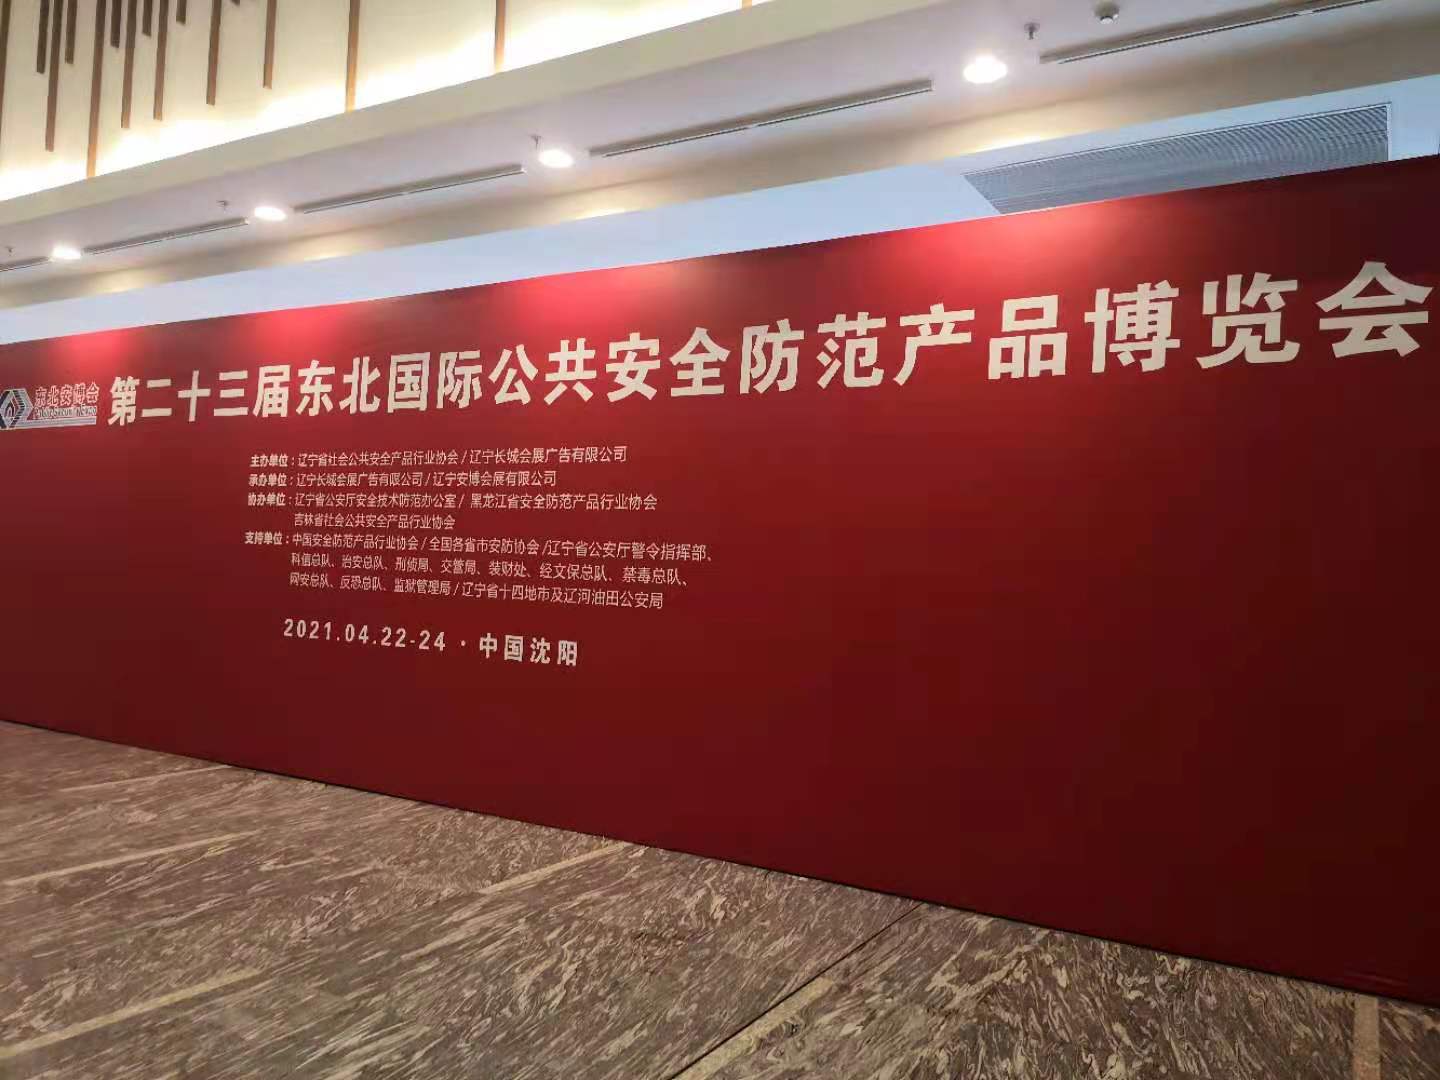 东北安博会
第二十三届东北国际公共安全防范产品博览会
主办单位：辽宁省社会公共安全产品行业协会/辽宁长城会展广告有限公司
承办单位：辽宁长城会展广告有限公司/辽宁安博会展有限公司
协办单位：辽宁省公安厅安全技术防范办公室/ 黑龙江省安全防范产品行业协会
吉林省社会公共安全产品行业协会
支持单位：中国安全防范产品行业协会/全国各省市安防协会/辽宁省公安厅警令指挥部、
科信总队、治安总队、刑侦局、交管局、装财处、经文保总队、禁毒总队、
网安总队、反恐总队、监狱管理局/辽宁省十四地市及辽河油田公安局
2021.04.22-24·中国沈阳